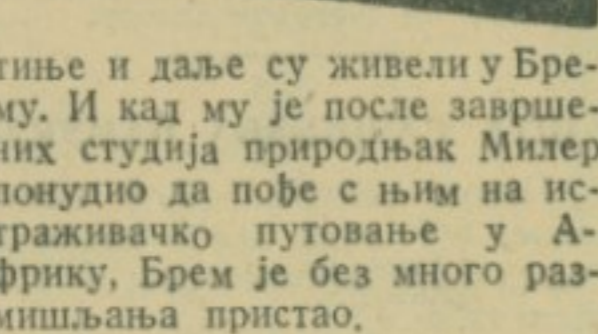 тиње и даље су живели у Бре-
му. И кад му је после заврше-
них студија природњак Милер
понудио да пође с њим на ис-
траживачко путовање у А-
фрику, Брем је без много раз-
мишљања пристао.